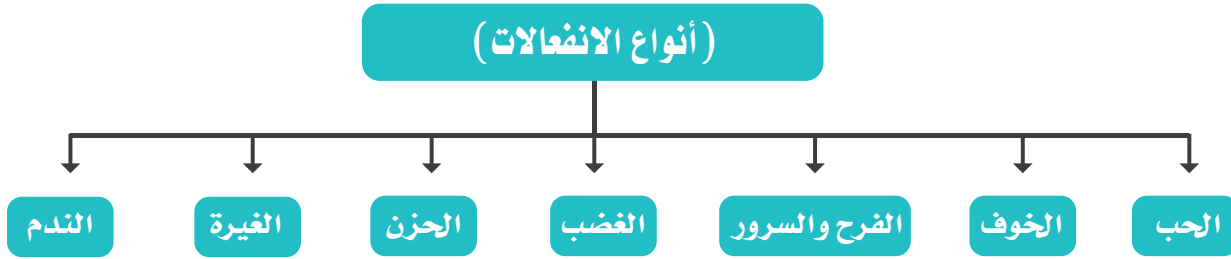 (أنواع الانفعالات)
الحب
الخوف
الفرح والسرور
الغضب
الحزن
الغيرة
الندم